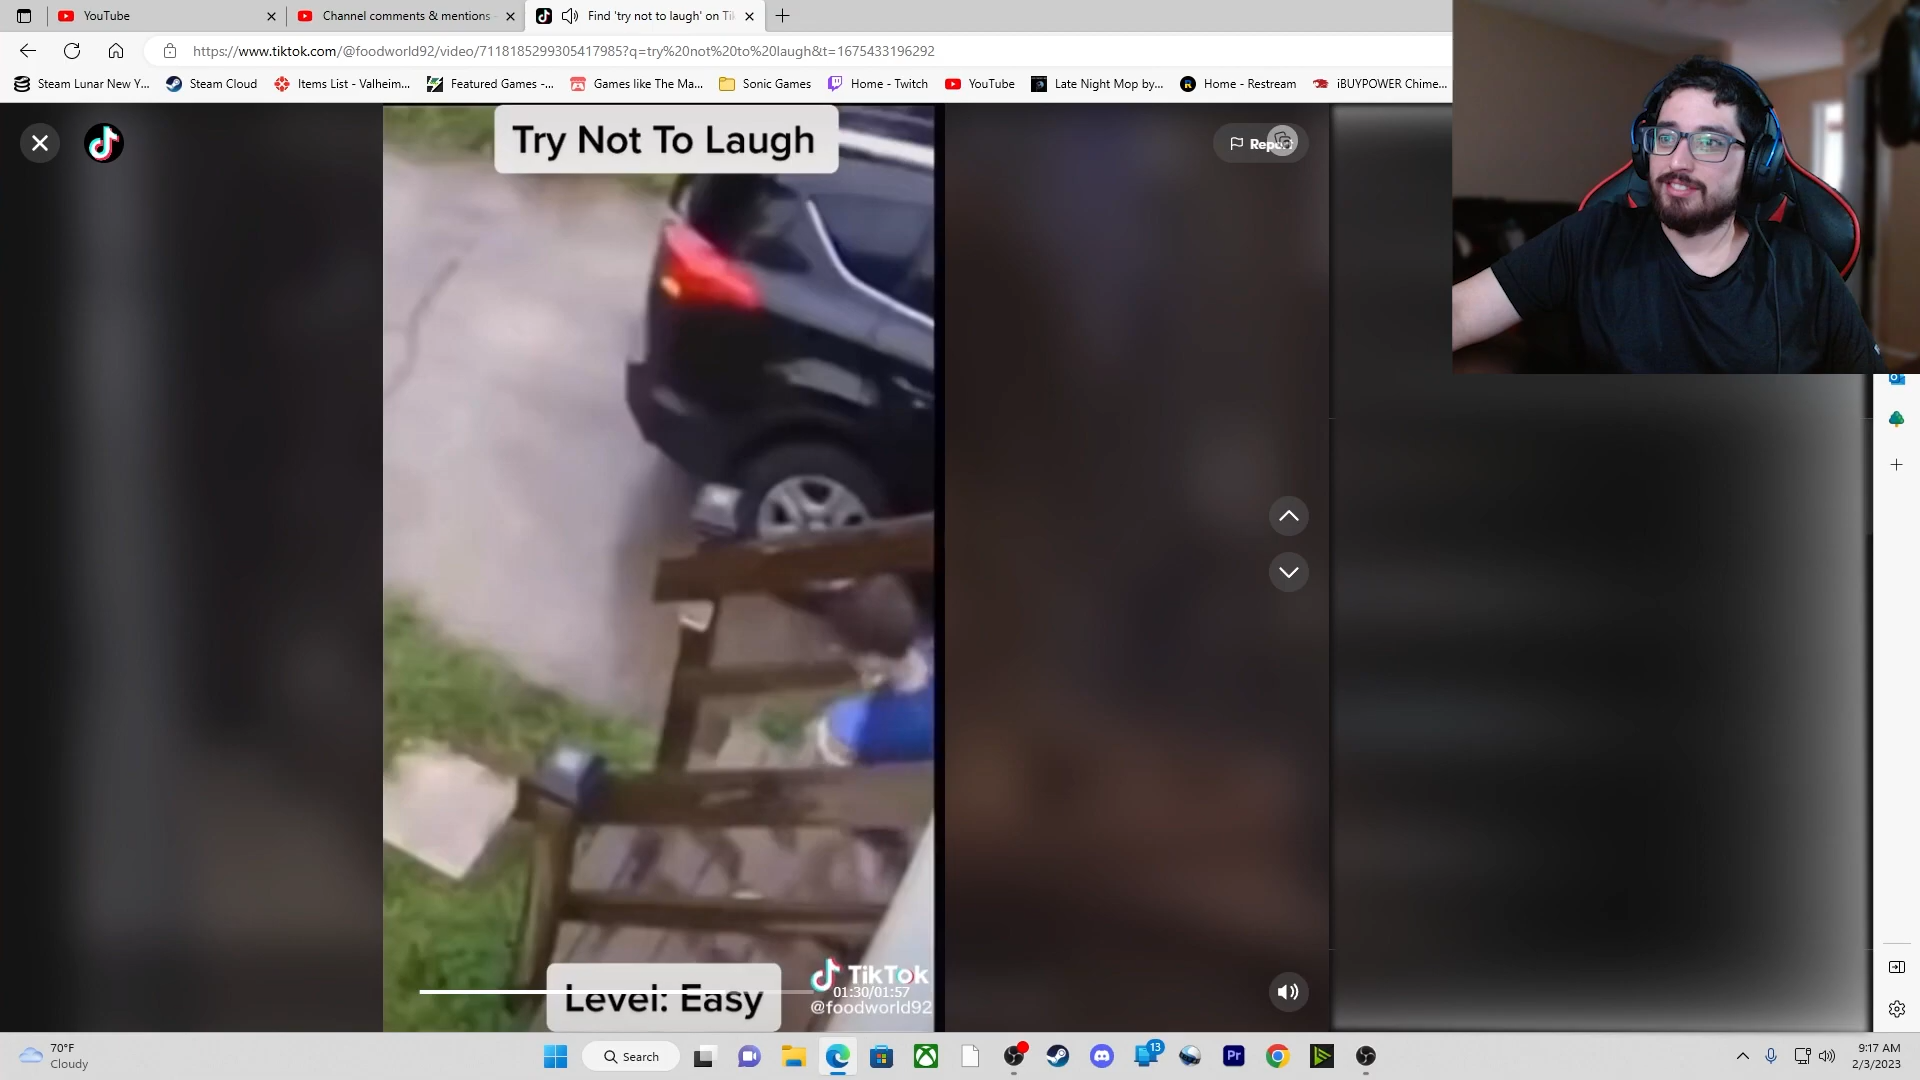 YouTube
Channel comments & mentions -
Find 'try not to laugh' on Tik
https://www.tiktok.com/@foodworld92/video/7118185299305417985?q=try%20not%20to%20laugh&t=1675433196292
Steam Lunar New Y...
Steam Cloud
Items List - Valheim...
Featured Games -...
Games like The Ma...
Sonic Games
Home - Twitch
YouTube
Late Night Mop by...
Home - Restream
iBUYPOWER Chime...
Try Not To Laugh
Report
Level: Easy
TikTok
01:30/01:57
@foodworld92
70°F
Cloudy
Search
13
Pr
9:17 AM
2/3/2023